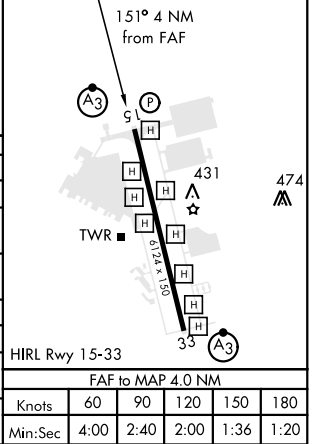 151° 4 NM
from FAF
A3
P
15
H
H
H
H
431
474
H
TWR
H
H
6124 x 150
H
H
H
33
A3
HIRL Rwy 15-33
FAF to MAP 4.0 NM
Knots 60 90 120 150 180
Min:Sec 4:00 2:40 2:00 1:36 1:20